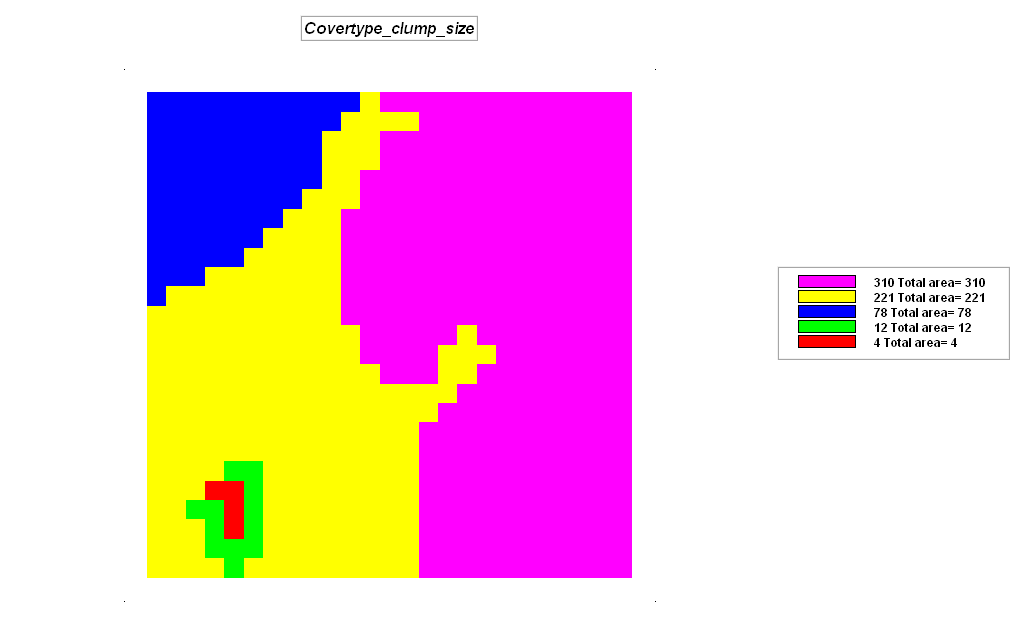 Covertype_clump_size
310 Total area= 310
221 Total area= 221
78 Total area= 78
12 Total area= 12
4 Total area= 4